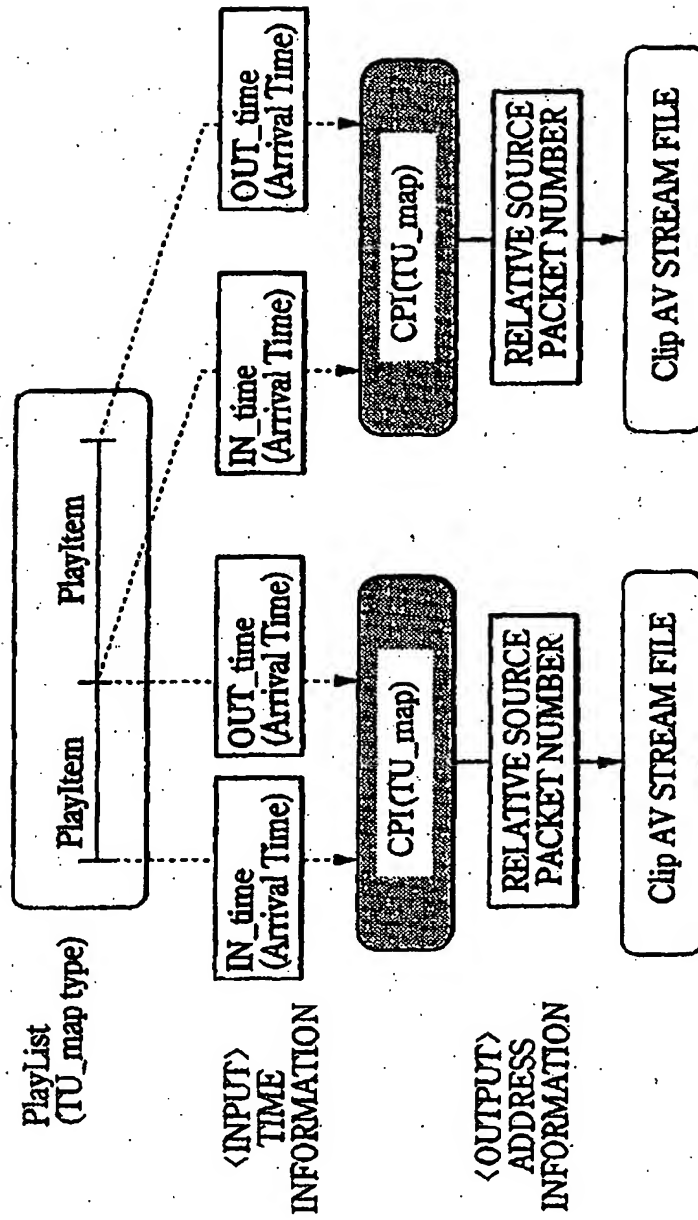 PlayList
(TU_map type)
PlayItem
PlayItem
<INPUT>
TIME
INFORMATION
IN_time
(Arrival Time)
OUT_time
(Arrival Time)
IN_time
(Arrival Time)
OUT_time
(Arrival Time)
CPI(TU_map)
CPI(TU_map)
<OUTPUT>
ADDRESS
INFORMATION
RELATIVE SOURCE
PACKET NUMBER
RELATIVE SOURCE
PACKET NUMBER
Clip AV STREAM FILE
Clip AV STREAM FILE